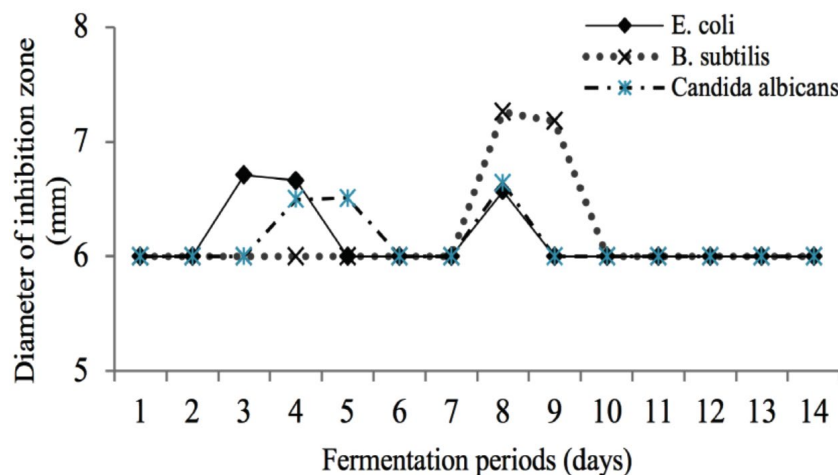 8
7
6
5
Diameter of inhibition zone
(mm)
E. coli
B. subtilis
Candida albicans
1 2 3 4 5 6 7 8 9 10 11 12 13 14
Fermentation periods (days)